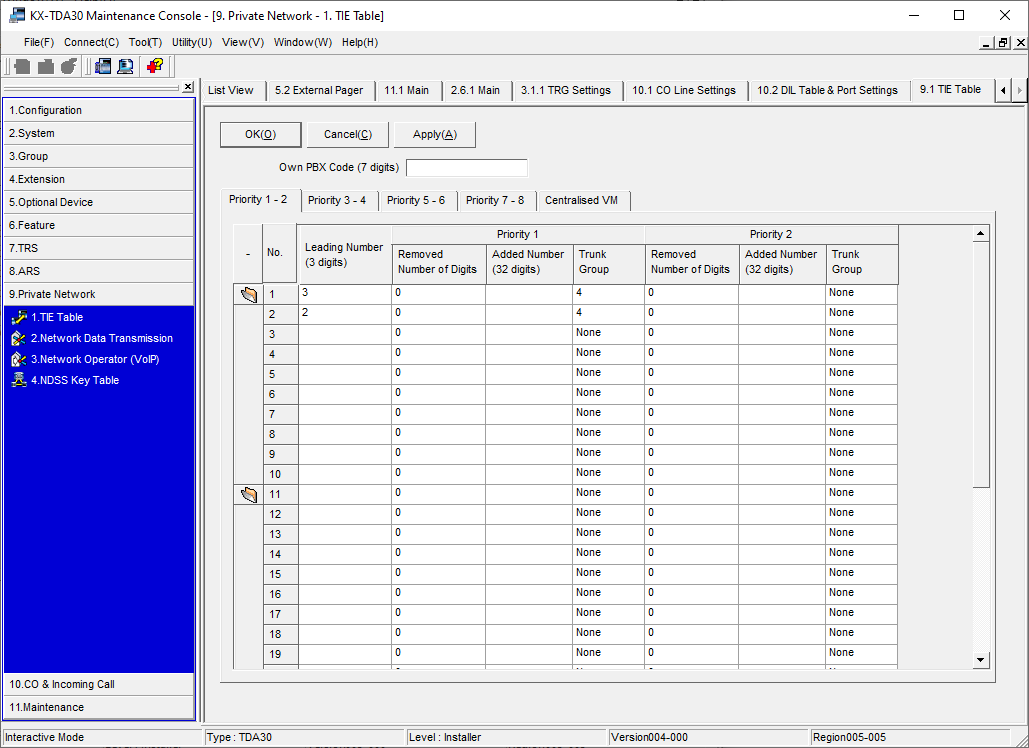 KX-TDA30 Maintenance Console - [9. Private Network - 1. TIE Table]
File(F) Connect(C) Tool(T) Utility(U) View(V) Window(W) Help(H)
List View 5.2 External Pager 11.1 Main 2.6.1 Main 3.1.1 TRG Settings 10.1 CO Line Settings 10.2 DIL Table & Port Settings 9.1 TIE Table
1.Configuration
2.System
3.Group
4.Extension
5.Optional Device
6.Feature
7.TRS
8.ARS
9.Private Network
1.TIE Table
2.Network Data Transmission
3.Network Operator (VoIP)
4.NDSS Key Table
10.CO & Incoming Call
11.Maintenance
OK(O) Cancel(C) Apply(A)
Own PBX Code (7 digits)
Priority 1 - 2 Priority 3 - 4 Priority 5 - 6 Priority 7 - 8 Centralised VM
Priority 1 Priority 2
- No. Leading Number (3 digits) Removed Number of Digits Added Number (32 digits) Trunk Group Removed Number of Digits Added Number (32 digits) Trunk Group
1 3 0 4 0 None
2 2 0 4 0 None
3 0 None 0 None
4 0 None 0 None
5 0 None 0 None
6 0 None 0 None
7 0 None 0 None
8 0 None 0 None
9 0 None 0 None
10 0 None 0 None
11 0 None 0 None
12 0 None 0 None
13 0 None 0 None
14 0 None 0 None
15 0 None 0 None
16 0 None 0 None
17 0 None 0 None
18 0 None 0 None
19 0 None 0 None
Interactive Mode Type : TDA30 Level : Installer Version004-000 Region005-005